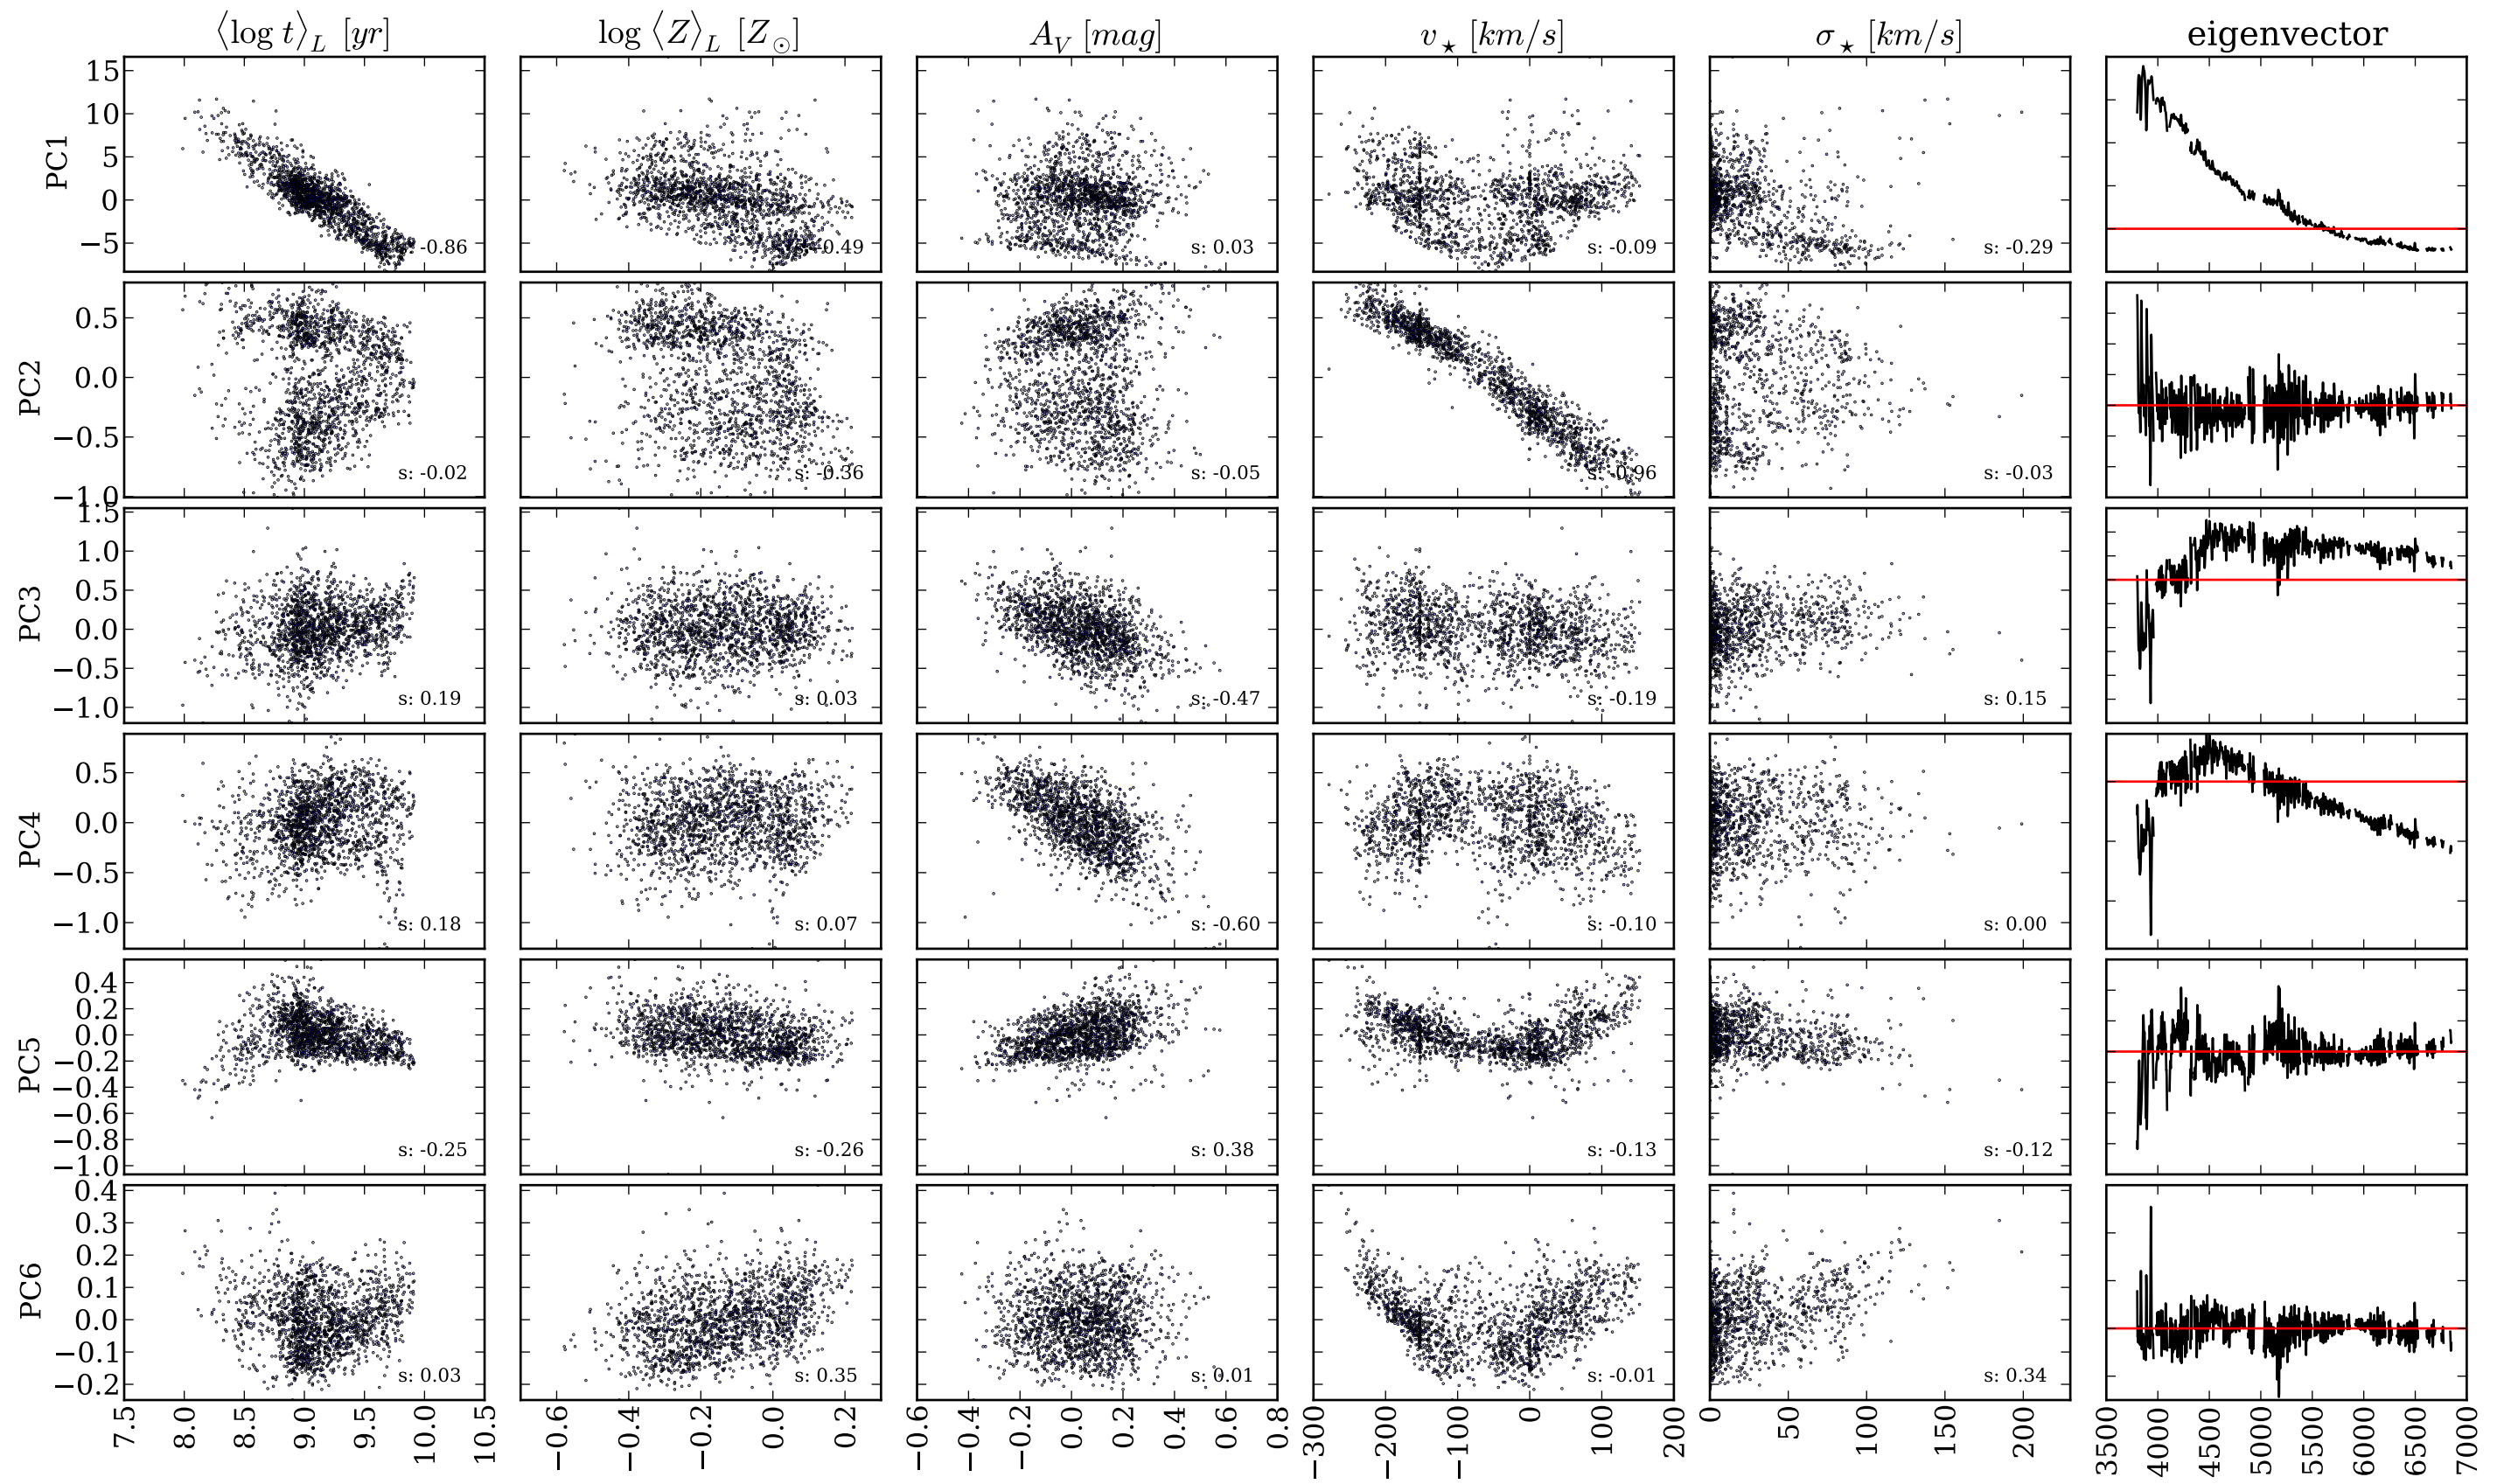 ⟨log t⟩_L [yr] log ⟨Z⟩_L [Z_⊙] A_V [mag] v_⋆ [km/s] σ_⋆ [km/s] eigenvector
PC1
15
10
5
0
−5
s: -0.86 s: -0.49 s: 0.03 s: -0.09 s: -0.29
PC2
0.5
0.0
−0.5
−1.0
s: -0.02 s: -0.36 s: -0.05 s: -0.96 s: -0.03
PC3
1.5
1.0
0.5
0.0
−0.5
−1.0
s: 0.19 s: 0.03 s: -0.47 s: -0.19 s: 0.15
PC4
0.5
0.0
−0.5
−1.0
s: 0.18 s: 0.07 s: -0.60 s: -0.10 s: 0.00
PC5
0.4
0.2
0.0
−0.2
−0.4
−0.6
−0.8
−1.0
s: -0.25 s: -0.26 s: 0.38 s: -0.13 s: -0.12
PC6
0.4
0.3
0.2
0.1
0.0
−0.1
−0.2
s: 0.03 s: 0.35 s: 0.01 s: -0.01 s: 0.34
7.5 8.0 8.5 9.0 9.5 10.0 10.5 −0.6 −0.4 −0.2 0.0 0.2 −0.6 −0.4 −0.2 0.0 0.2 0.4 0.6 0.8 −300 −200 −100 0 100 200 0 50 100 150 200 3500 4000 4500 5000 5500 6000 6500 7000